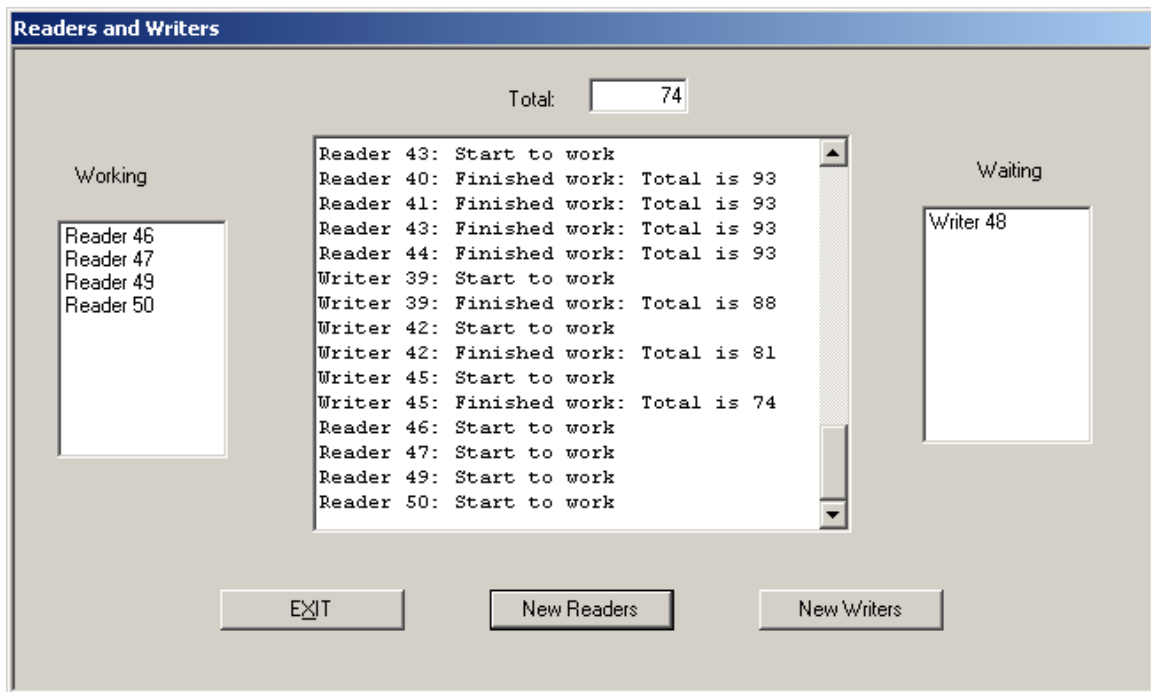 Readers and Writers
Total: 74
Working
Reader 46
Reader 47
Reader 49
Reader 50
Reader 43: Start to work
Reader 40: Finished work: Total is 93
Reader 41: Finished work: Total is 93
Reader 43: Finished work: Total is 93
Reader 44: Finished work: Total is 93
Writer 39: Start to work
Writer 39: Finished work: Total is 88
Writer 42: Start to work
Writer 42: Finished work: Total is 81
Writer 45: Start to work
Writer 45: Finished work: Total is 74
Reader 46: Start to work
Reader 47: Start to work
Reader 49: Start to work
Reader 50: Start to work
Waiting
Writer 48
EXIT
New Readers
New Writers